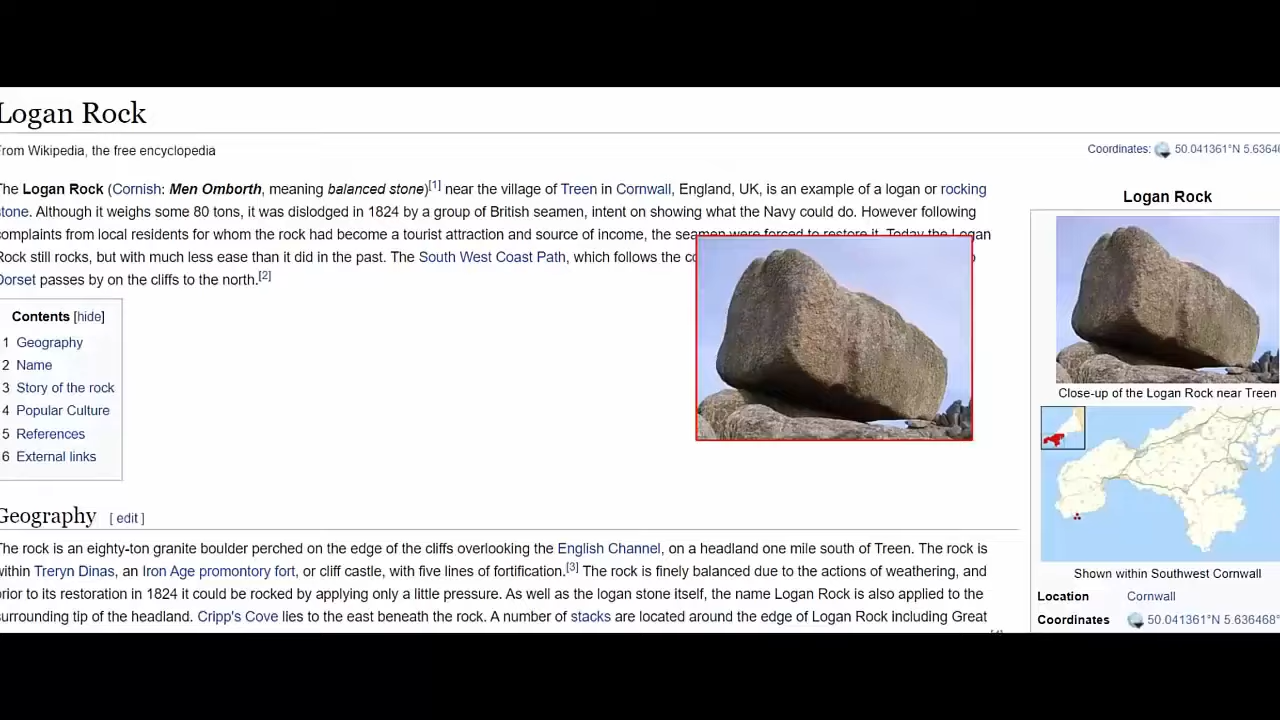 Logan Rock
From Wikipedia, the free encyclopedia
Coordinates: 50.041361°N 5.6364
The Logan Rock (Cornish: Men Omborth, meaning balanced stone)[1] near the village of Treen in Cornwall, England, UK, is an example of a logan or rocking
stone. Although it weighs some 80 tons, it was dislodged in 1824 by a group of British seamen, intent on showing what the Navy could do. However following
complaints from local residents for whom the rock had become a tourist attraction and source of income, the seamen were forced to restore it. Today the Logan
Rock still rocks, but with much less ease than it did in the past. The South West Coast Path, which follows the
Dorset passes by on the cliffs to the north.[2]
Contents [hide]
1 Geography
2 Name
3 Story of the rock
4 Popular Culture
5 References
6 External links
Geography [ edit ]
The rock is an eighty-ton granite boulder perched on the edge of the cliffs overlooking the English Channel, on a headland one mile south of Treen. The rock is
within Treryn Dinas, an Iron Age promontory fort, or cliff castle, with five lines of fortification.[3] The rock is finely balanced due to the actions of weathering, and
prior to its restoration in 1824 it could be rocked by applying only a little pressure. As well as the logan stone itself, the name Logan Rock is also applied to the
surrounding tip of the headland. Cripp's Cove lies to the east beneath the rock. A number of stacks are located around the edge of Logan Rock including Great
Logan Rock
Close-up of the Logan Rock near Treen
Shown within Southwest Cornwall
Location Cornwall
Coordinates 50.041361°N 5.636468°